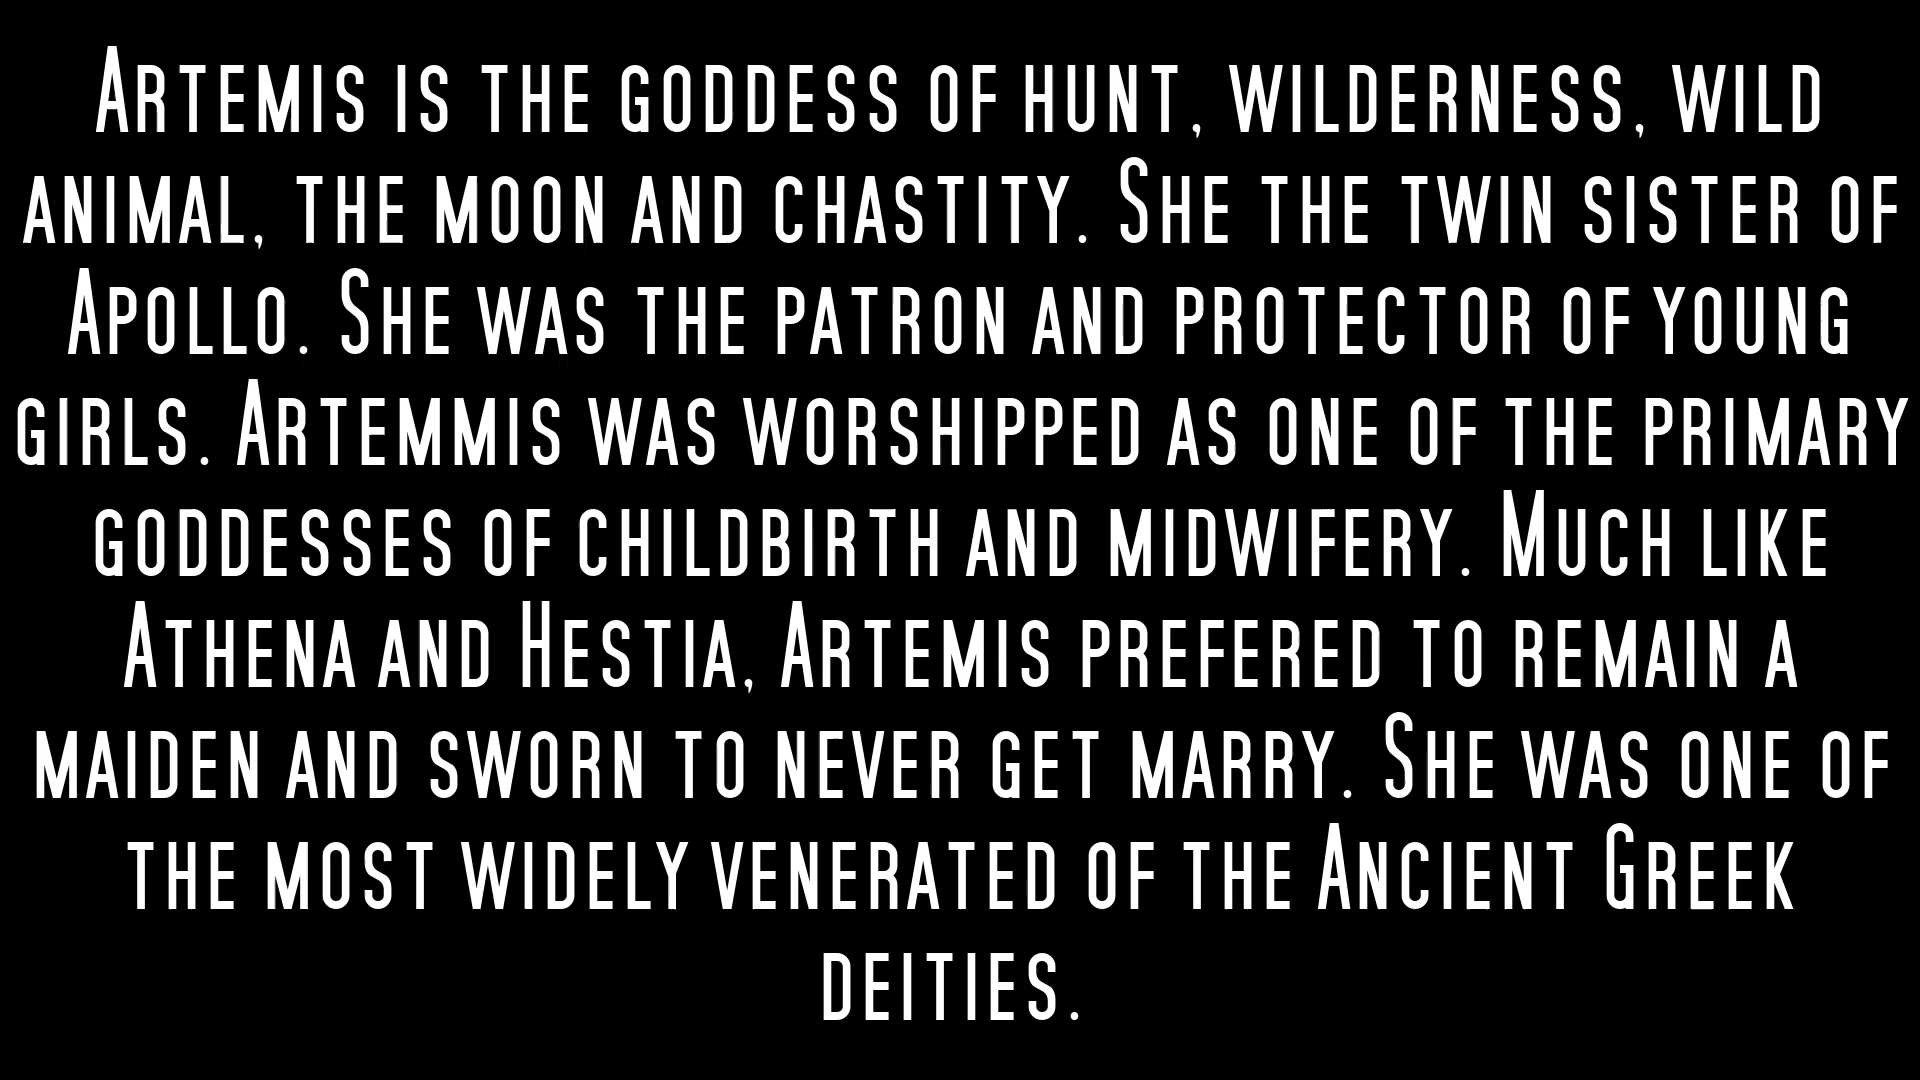 Artemis is the goddess of hunt, wilderness, wild
animal, the moon and chastity. She the twin sister of
Apollo. She was the patron and protector of young
girls. Artemmis was worshipped as one of the primary
goddesses of childbirth and midwifery. Much like
Athena and Hestia, Artemis prefered to remain a
maiden and sworn to never get marry. She was one of
the most widely venerated of the Ancient Greek
deities.